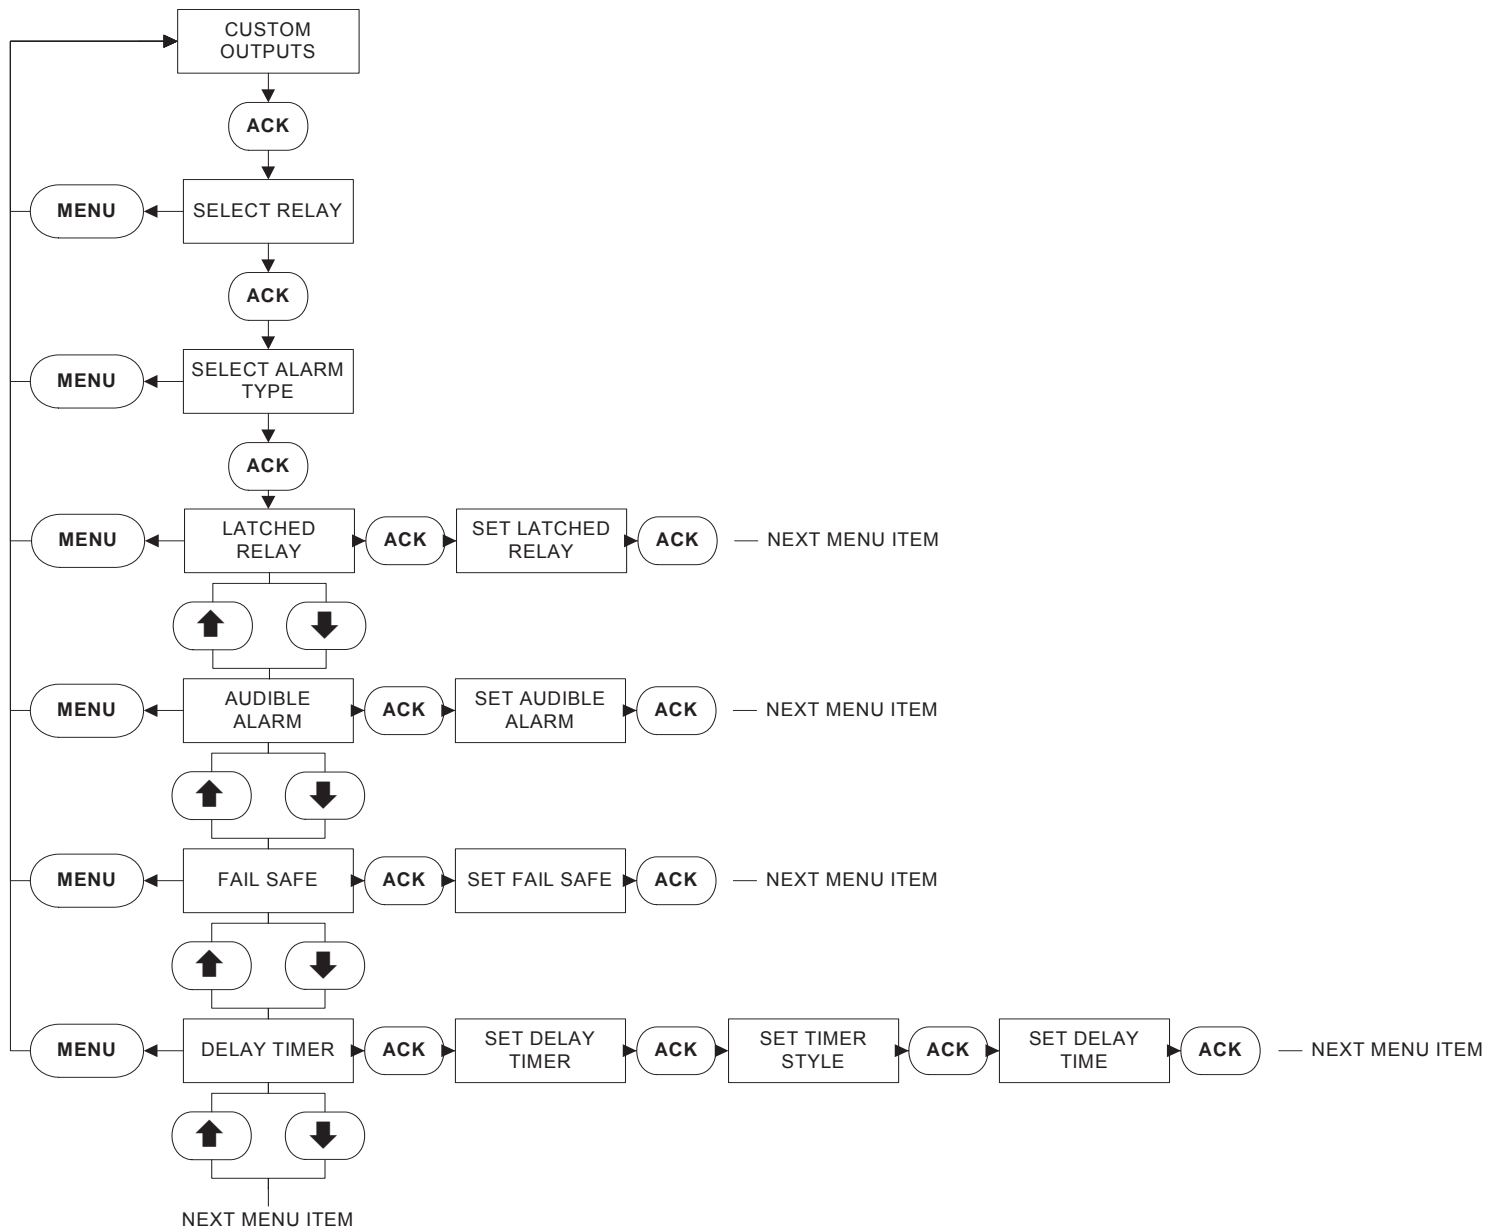 CUSTOM
OUTPUTS
ACK
MENU
SELECT RELAY
ACK
MENU
SELECT ALARM
TYPE
ACK
MENU
LATCHED
RELAY
ACK
SET LATCHED
RELAY
ACK
NEXT MENU ITEM
MENU
AUDIBLE
ALARM
ACK
SET AUDIBLE
ALARM
ACK
NEXT MENU ITEM
MENU
FAIL SAFE
ACK
SET FAIL SAFE
ACK
NEXT MENU ITEM
MENU
DELAY TIMER
ACK
SET DELAY
TIMER
ACK
SET TIMER
STYLE
ACK
SET DELAY
TIME
ACK
NEXT MENU ITEM
NEXT MENU ITEM